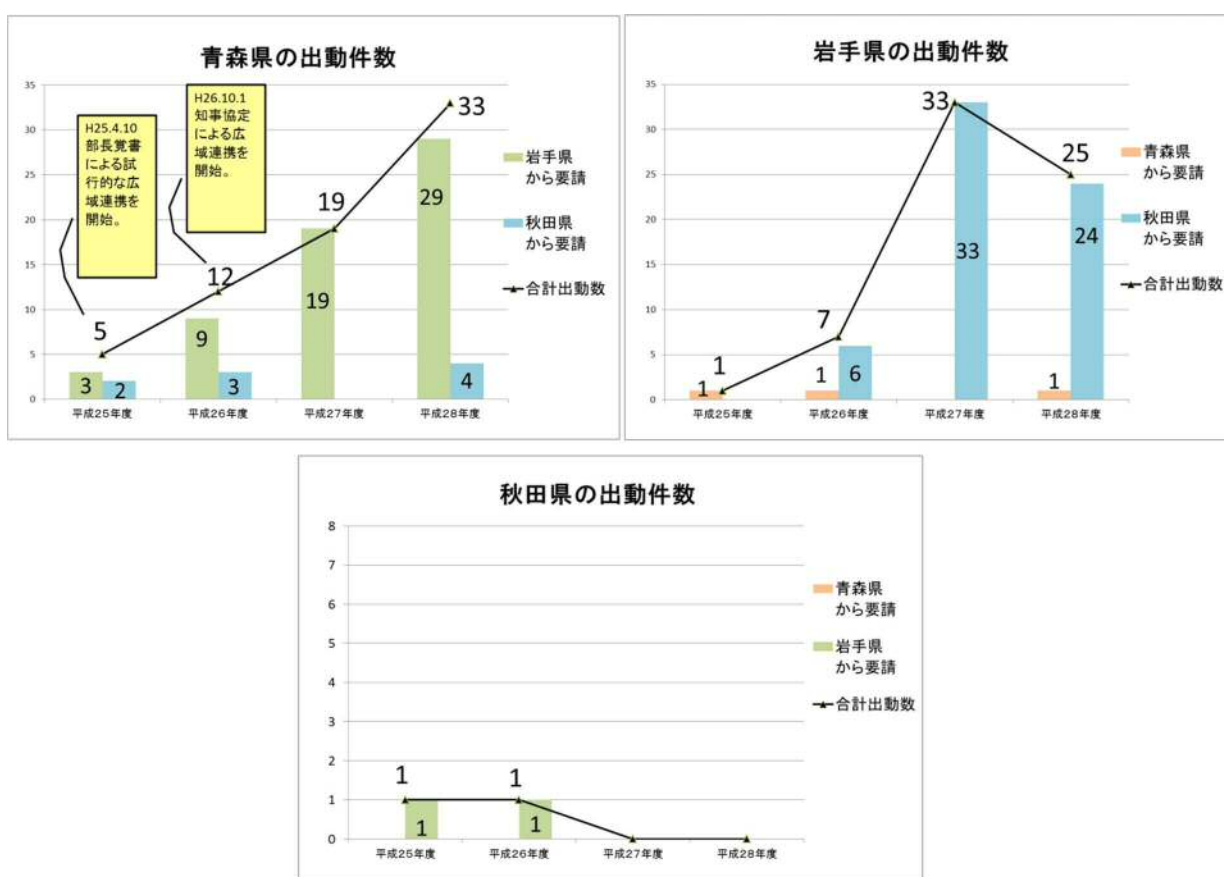 青森県の出動件数
35
30
25
20
15
10
5
0
H25.4.10
部長覚書
による試
行的な広
域連携を
開始。
H26.10.1
知事協定
による広
域連携を
開始。
5
12
19
33
3
2
9
3
19
29
4
平成25年度
平成26年度
平成27年度
平成28年度
岩手県
から要請
秋田県
から要請
合計出動数
岩手県の出動件数
35
30
25
20
15
10
5
0
1
7
33
25
1
1
6
33
1
24
平成25年度
平成26年度
平成27年度
平成28年度
青森県
から要請
秋田県
から要請
合計出動数
秋田県の出動件数
8
7
6
5
4
3
2
1
0
1
1
1
1
平成25年度
平成26年度
平成27年度
平成28年度
青森県
から要請
岩手県
から要請
合計出動数